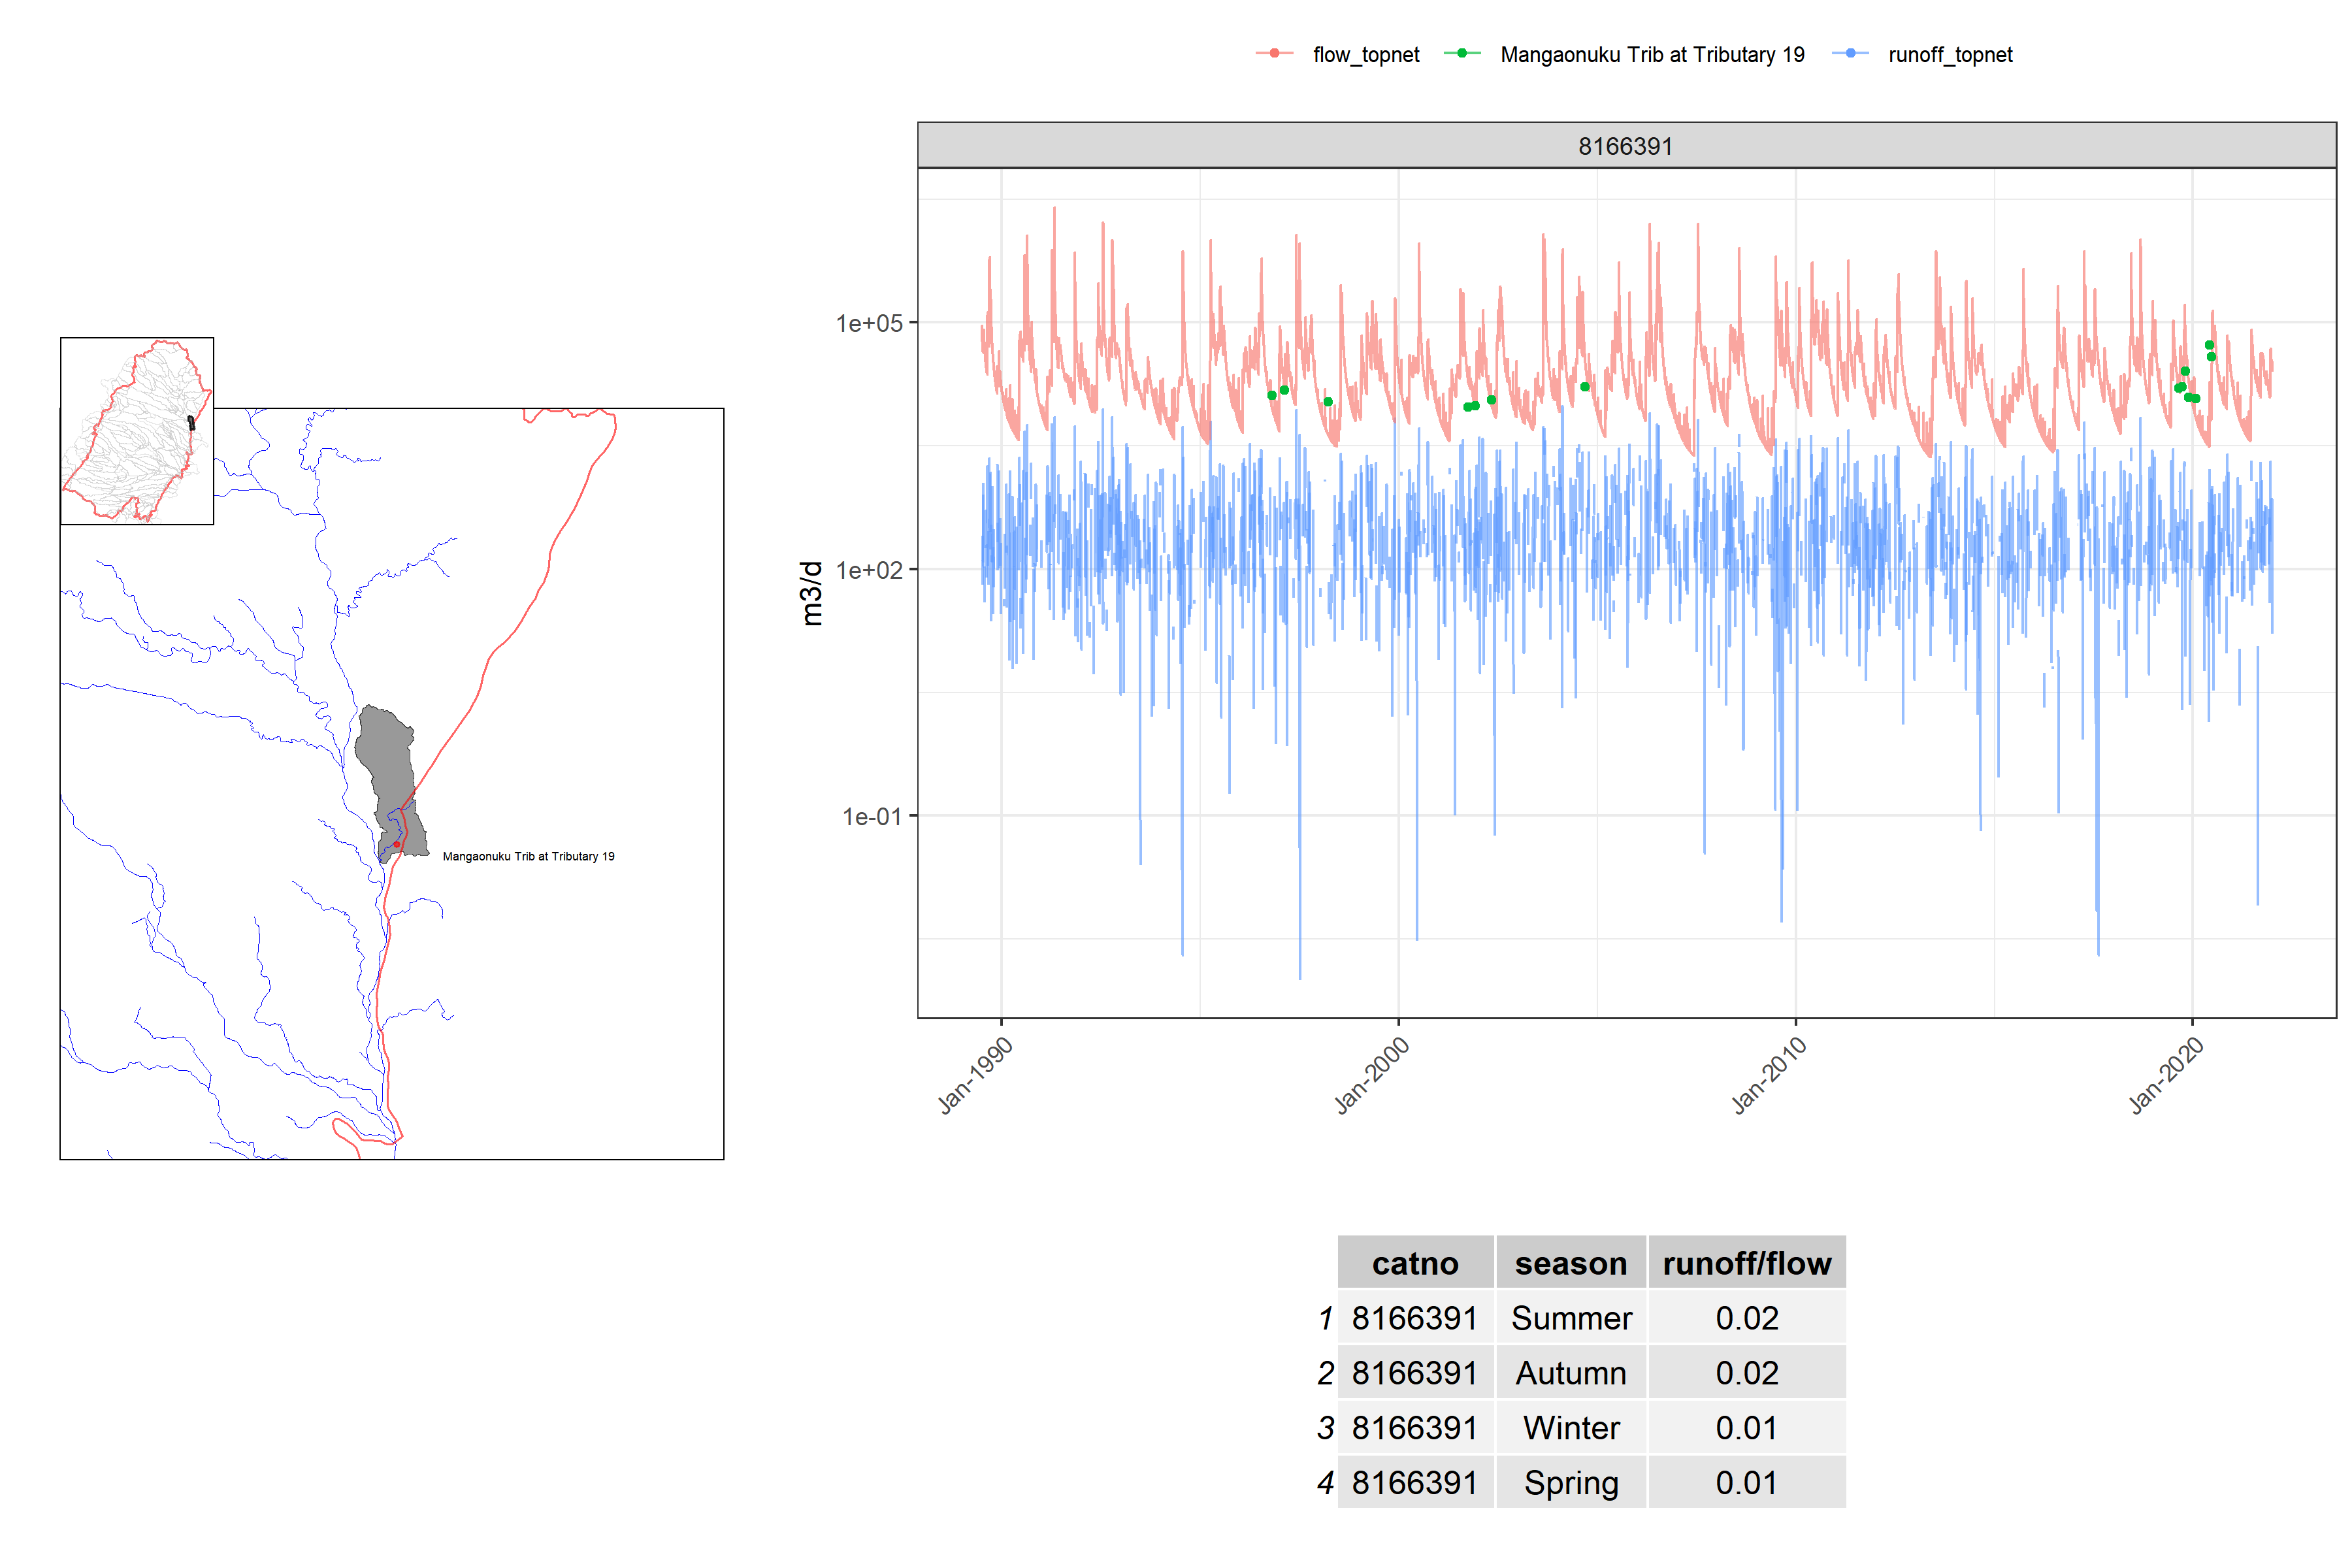 flow_topnet Mangaonuku Trib at Tributary 19 runoff_topnet
8166391
1e+05
1e+02
1e-01
m3/d
Jan-1990 Jan-2000 Jan-2010 Jan-2020
Mangaonuku Trib at Tributary 19
catno season runoff/flow
1 8166391 Summer 0.02
2 8166391 Autumn 0.02
3 8166391 Winter 0.01
4 8166391 Spring 0.01